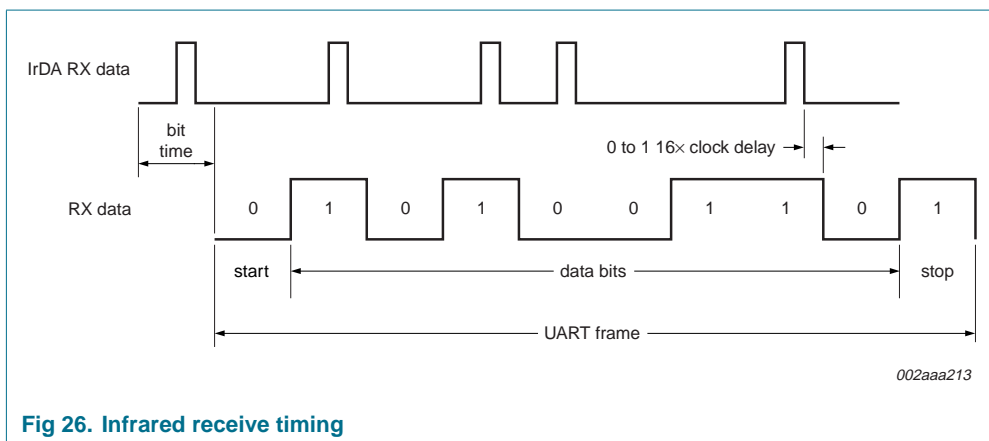 IrDA RX data
bit
time
0 to 1 16× clock delay
RX data
0 1 0 1 0 0 1 1 0 1
start data bits stop
UART frame
002aaa213
Fig 26. Infrared receive timing